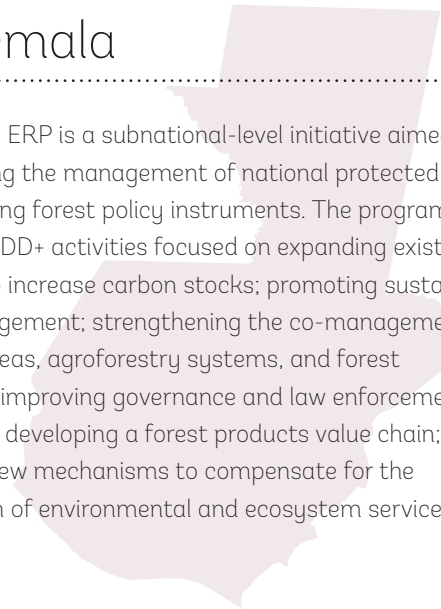 emala
ERP is a subnational-level initiative aime
ng the management of national protected
ng forest policy instruments. The program
DD+ activities focused on expanding exist
o increase carbon stocks; promoting susta
gement; strengthening the co-manageme
eas, agroforestry systems, and forest
improving governance and law enforceme
developing a forest products value chain;
ew mechanisms to compensate for the
n of environmental and ecosystem service